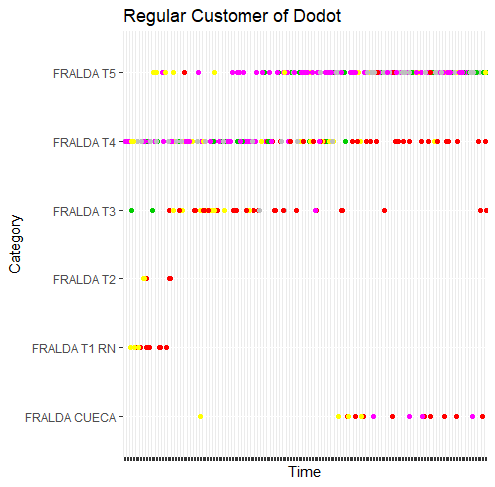 Regular Customer of Dodot
FRALDA T5
FRALDA T4
FRALDA T3
FRALDA T2
FRALDA T1 RN
FRALDA CUECA
Category
Time